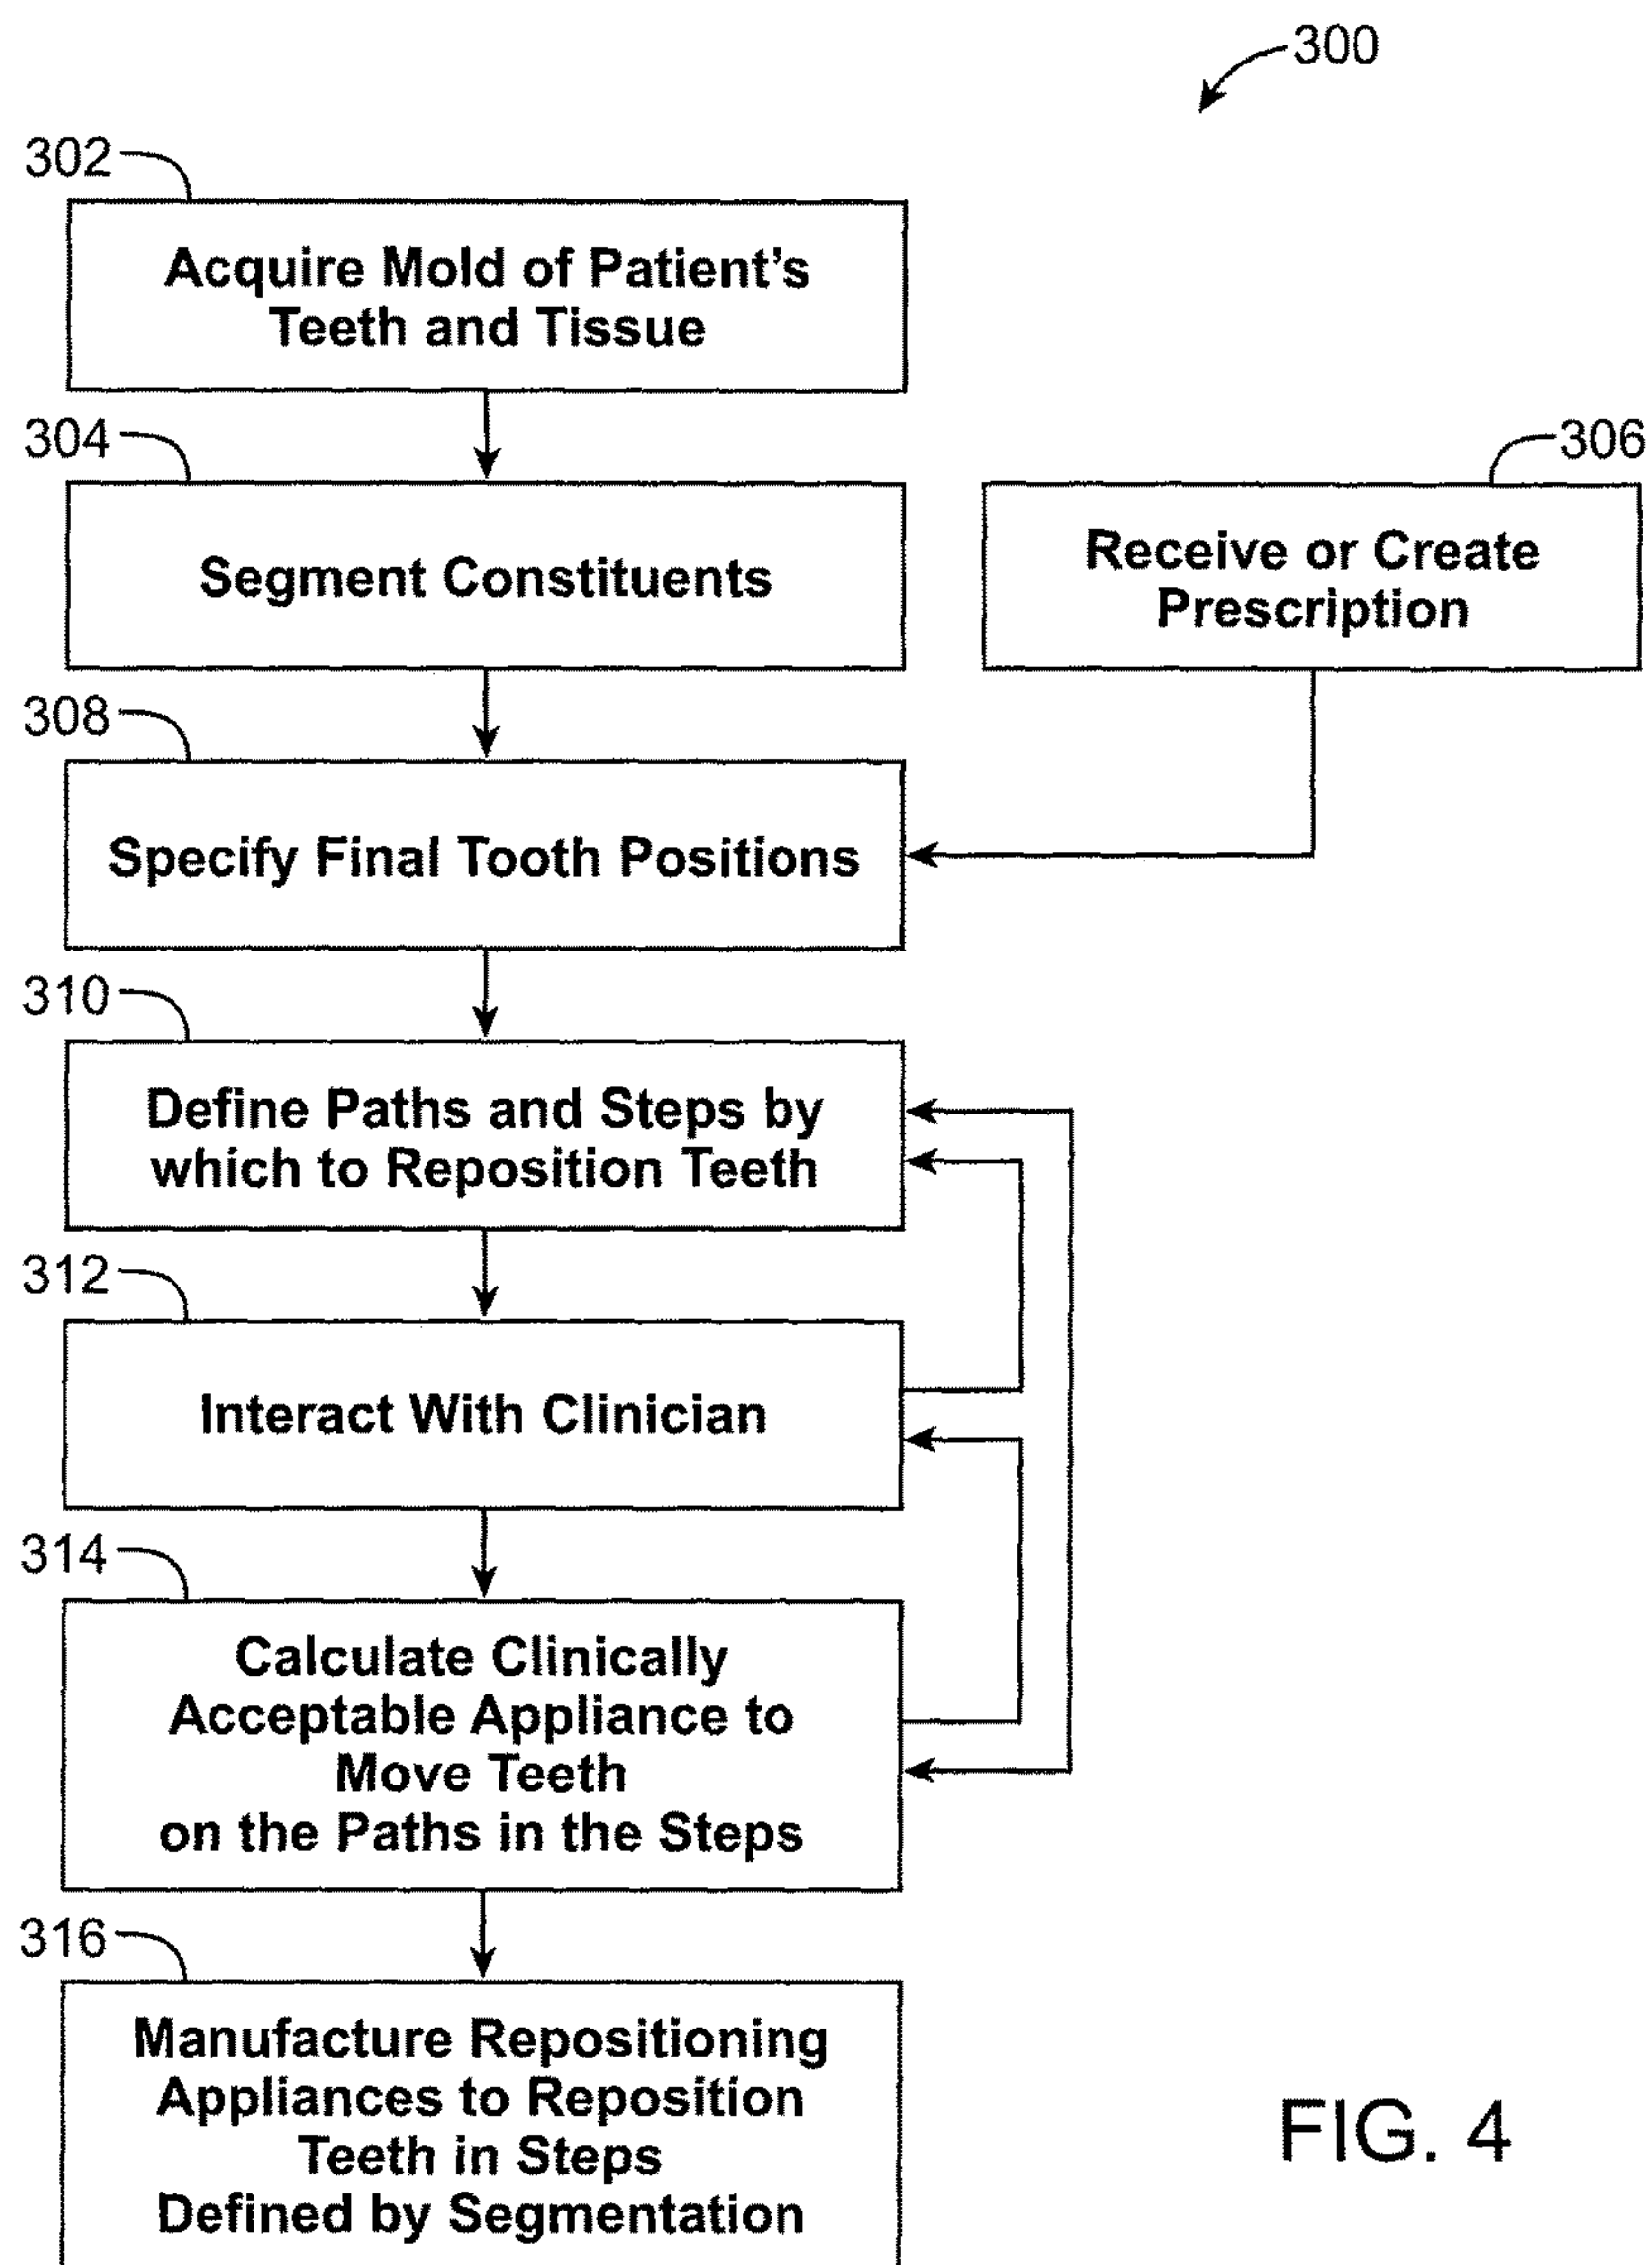 300
302
Acquire Mold of Patient's
Teeth and Tissue
304
Segment Constituents
306
Receive or Create
Prescription
308
Specify Final Tooth Positions
310
Define Paths and Steps by
which to Reposition Teeth
312
Interact With Clinician
314
Calculate Clinically
Acceptable Appliance to
Move Teeth
on the Paths in the Steps
316
Manufacture Repositioning
Appliances to Reposition
Teeth in Steps
Defined by Segmentation
FIG. 4